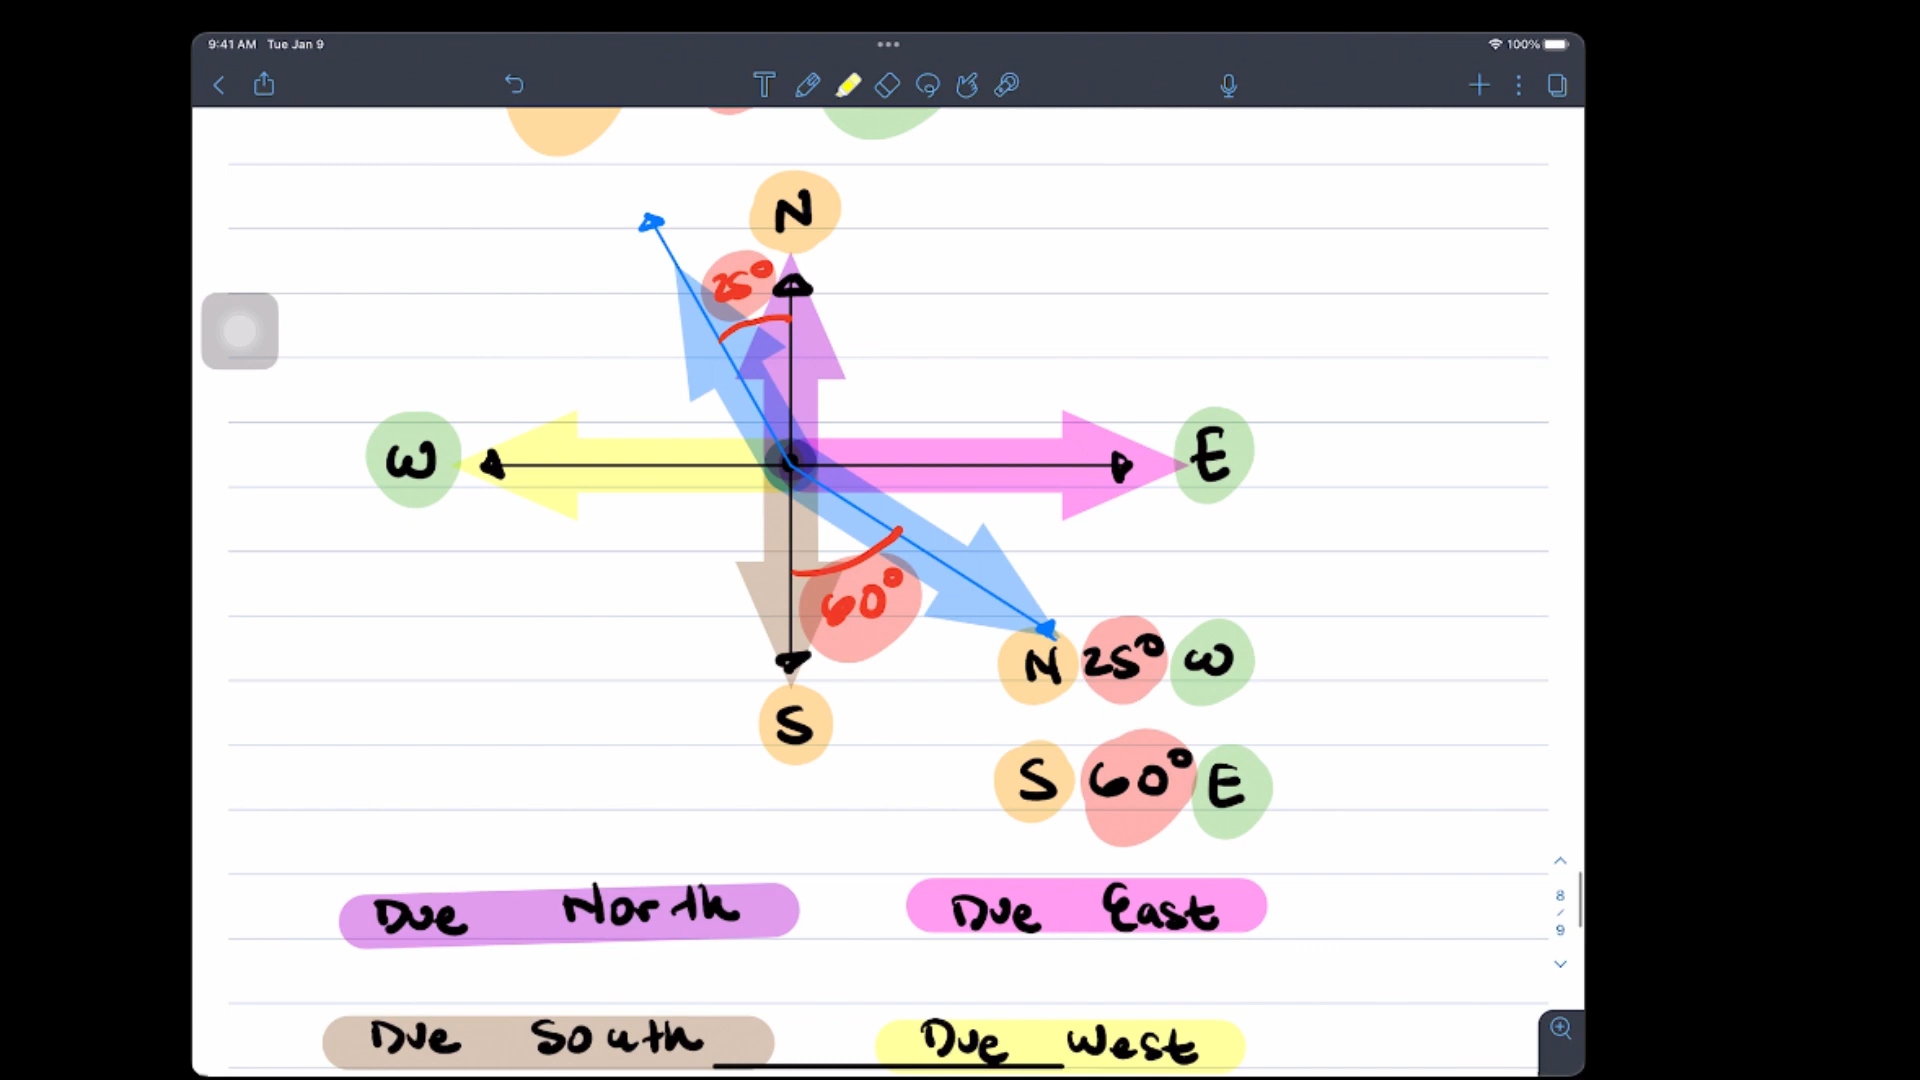 9:41 AM Tue Jan 9
100%
T
N
25°
W
E
60°
N 25° W
S
S 60° E
8
/
9
Due North
Due East
Due South
Due West